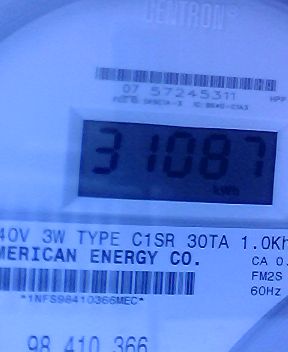 CENTRON®
07 57245311
31087
kWh
40V 3W TYPE C1SR 30TA 1.0Kh
MERICAN ENERGY CO.
CA 0.
FM2S
60Hz
*1NFS98410366MEC*
98 410 366